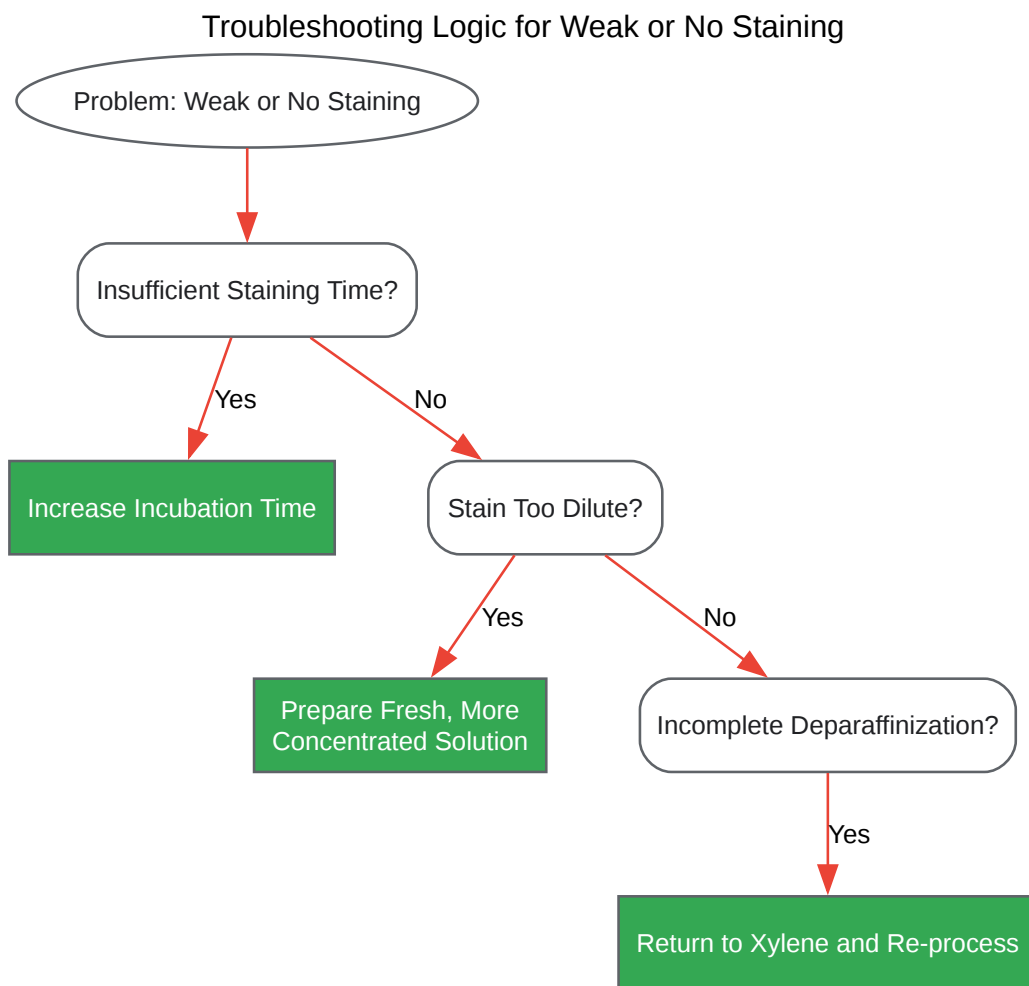 Troubleshooting Logic for Weak or No Staining
Problem: Weak or No Staining
Insufficient Staining Time?
Yes
No
Increase Incubation Time
Stain Too Dilute?
Yes
No
Prepare Fresh, More
Concentrated Solution
Incomplete Deparaffinization?
Yes
Return to Xylene and Re-process